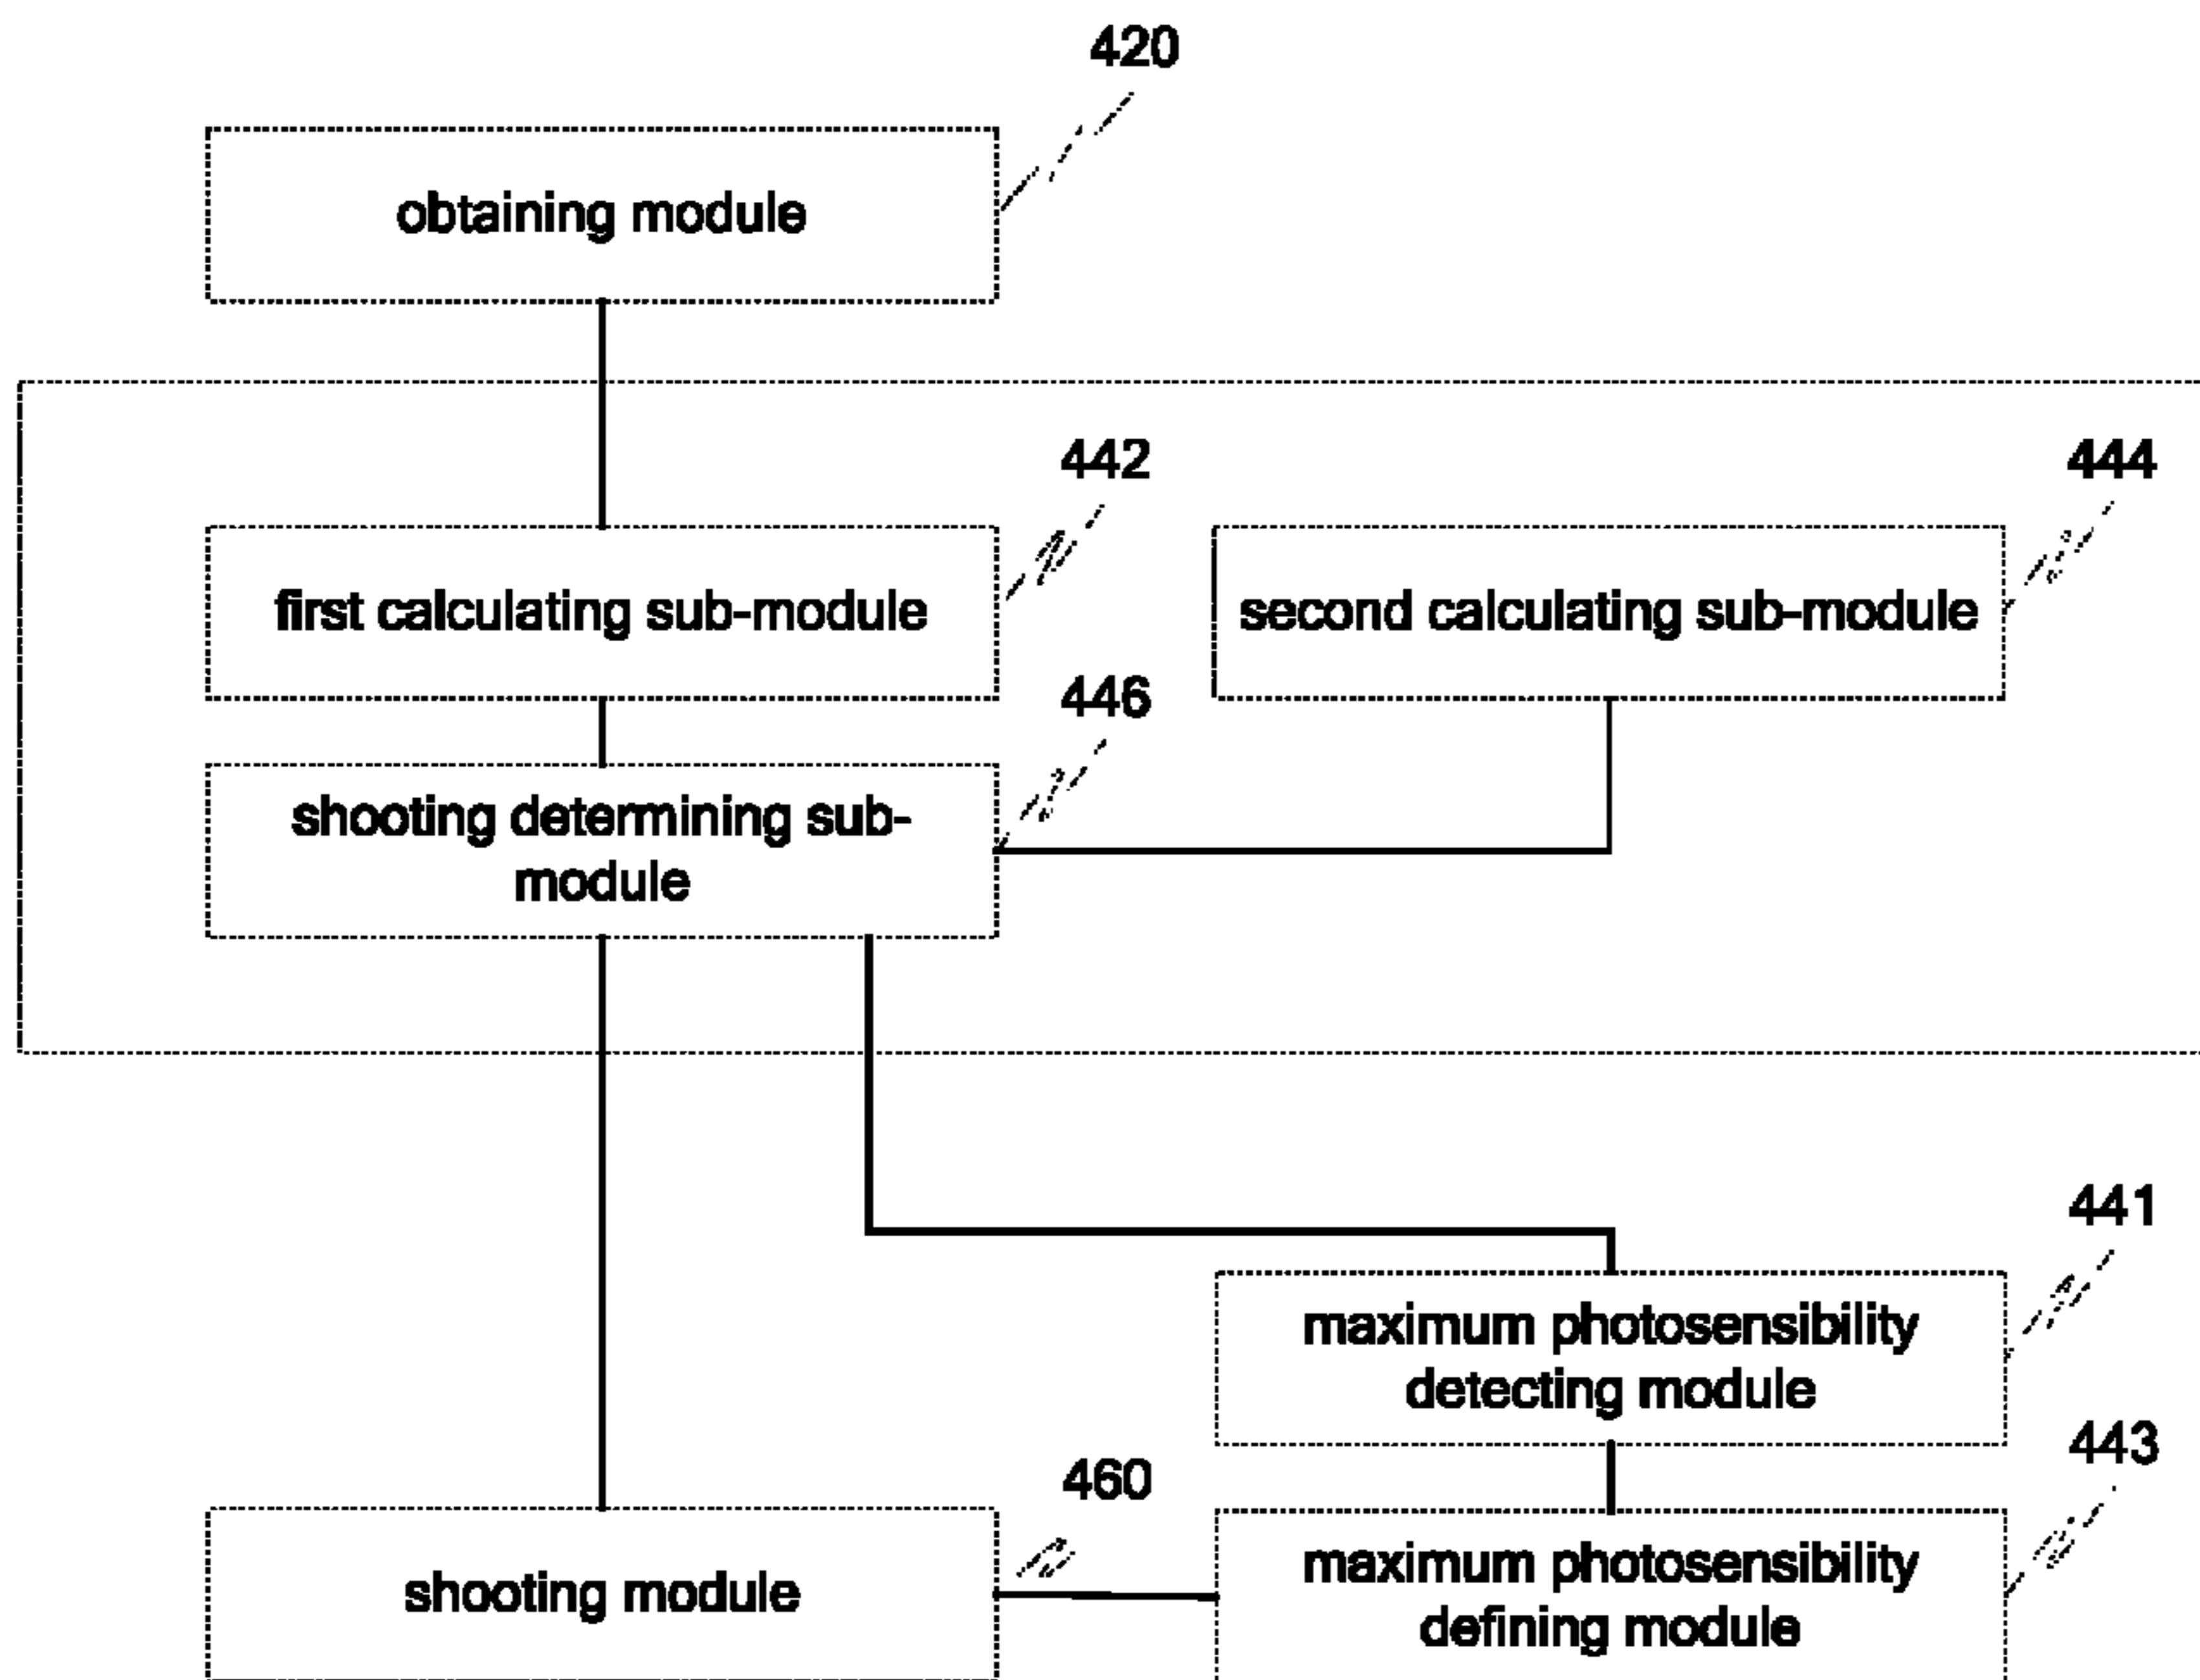 420
obtaining module
442
444
first calculating sub-module
second calculating sub-module
446
shooting determining sub-
module
441
maximum photosensibility
detecting module
443
460
maximum photosensibility
defining module
shooting module